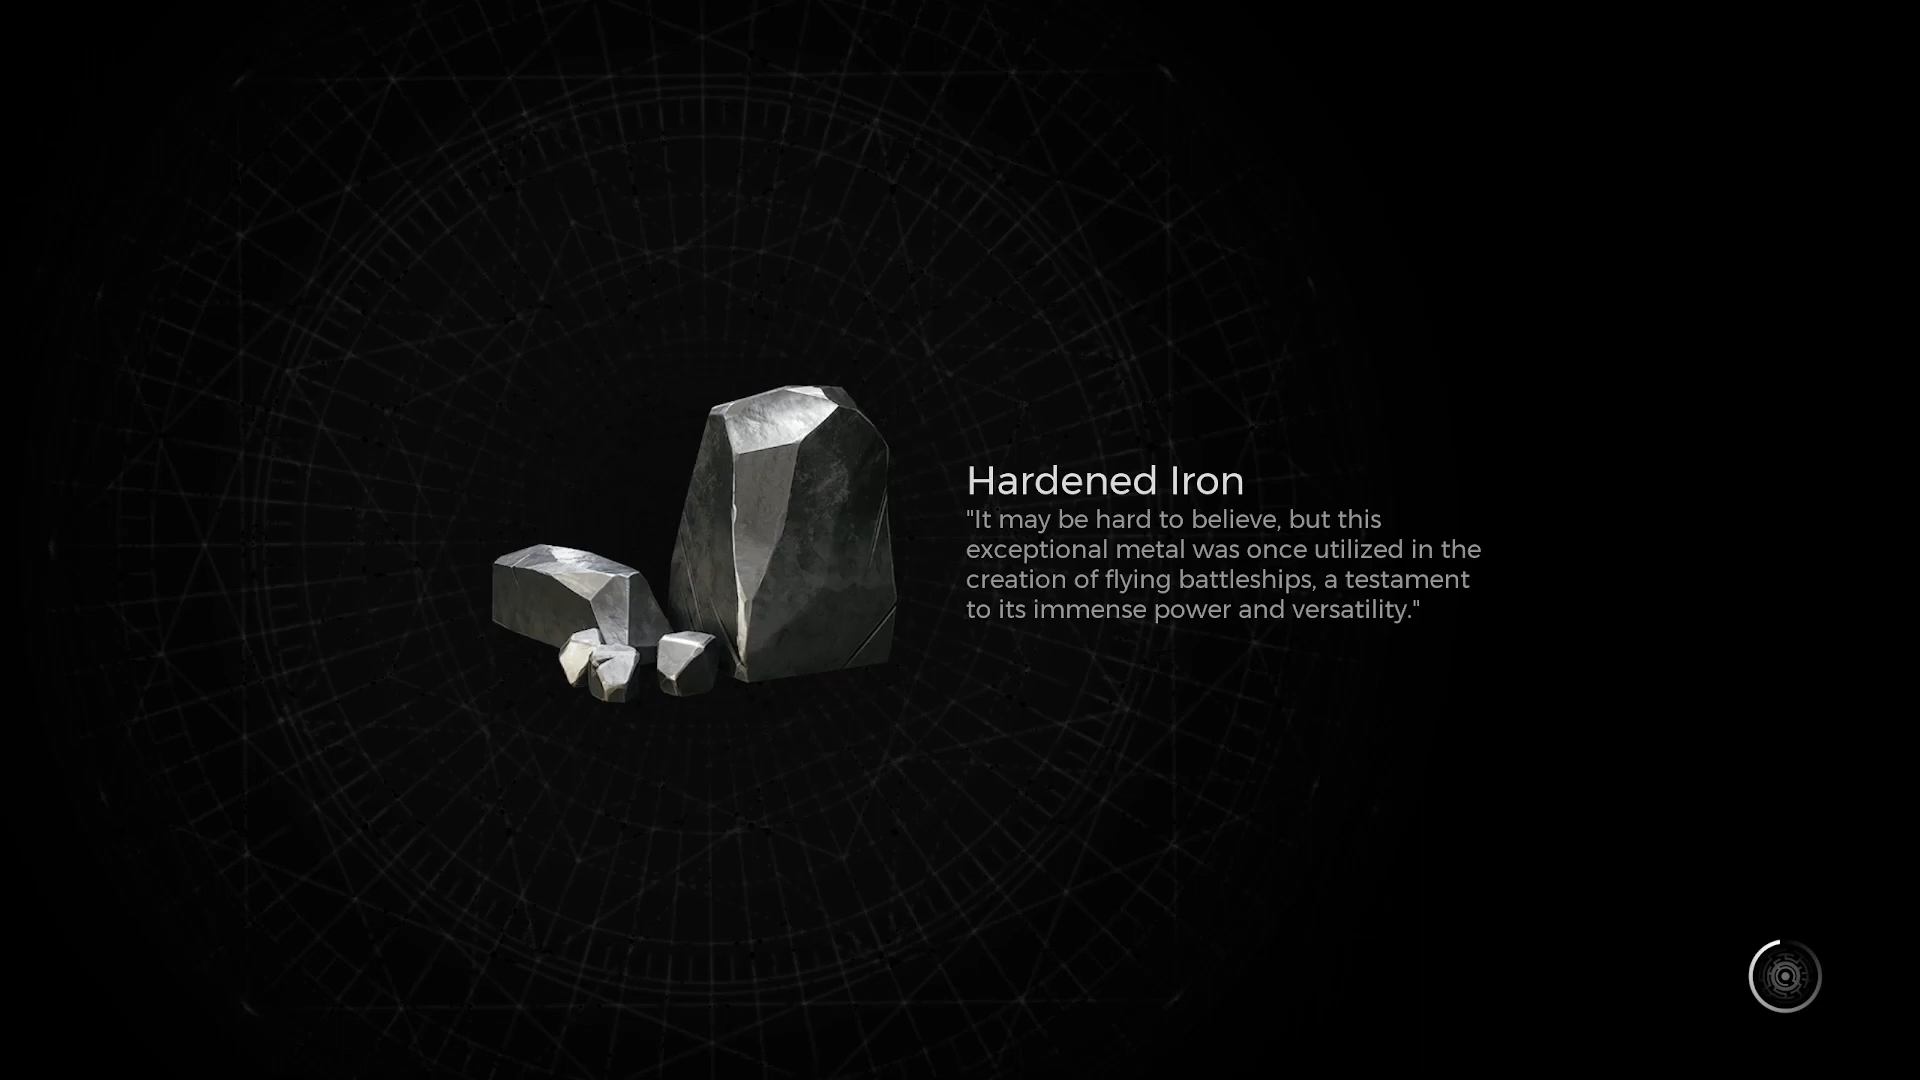 Hardened Iron
"It may be hard to believe, but this
exceptional metal was once utilized in the
creation of flying battleships, a testament
to its immense power and versatility."